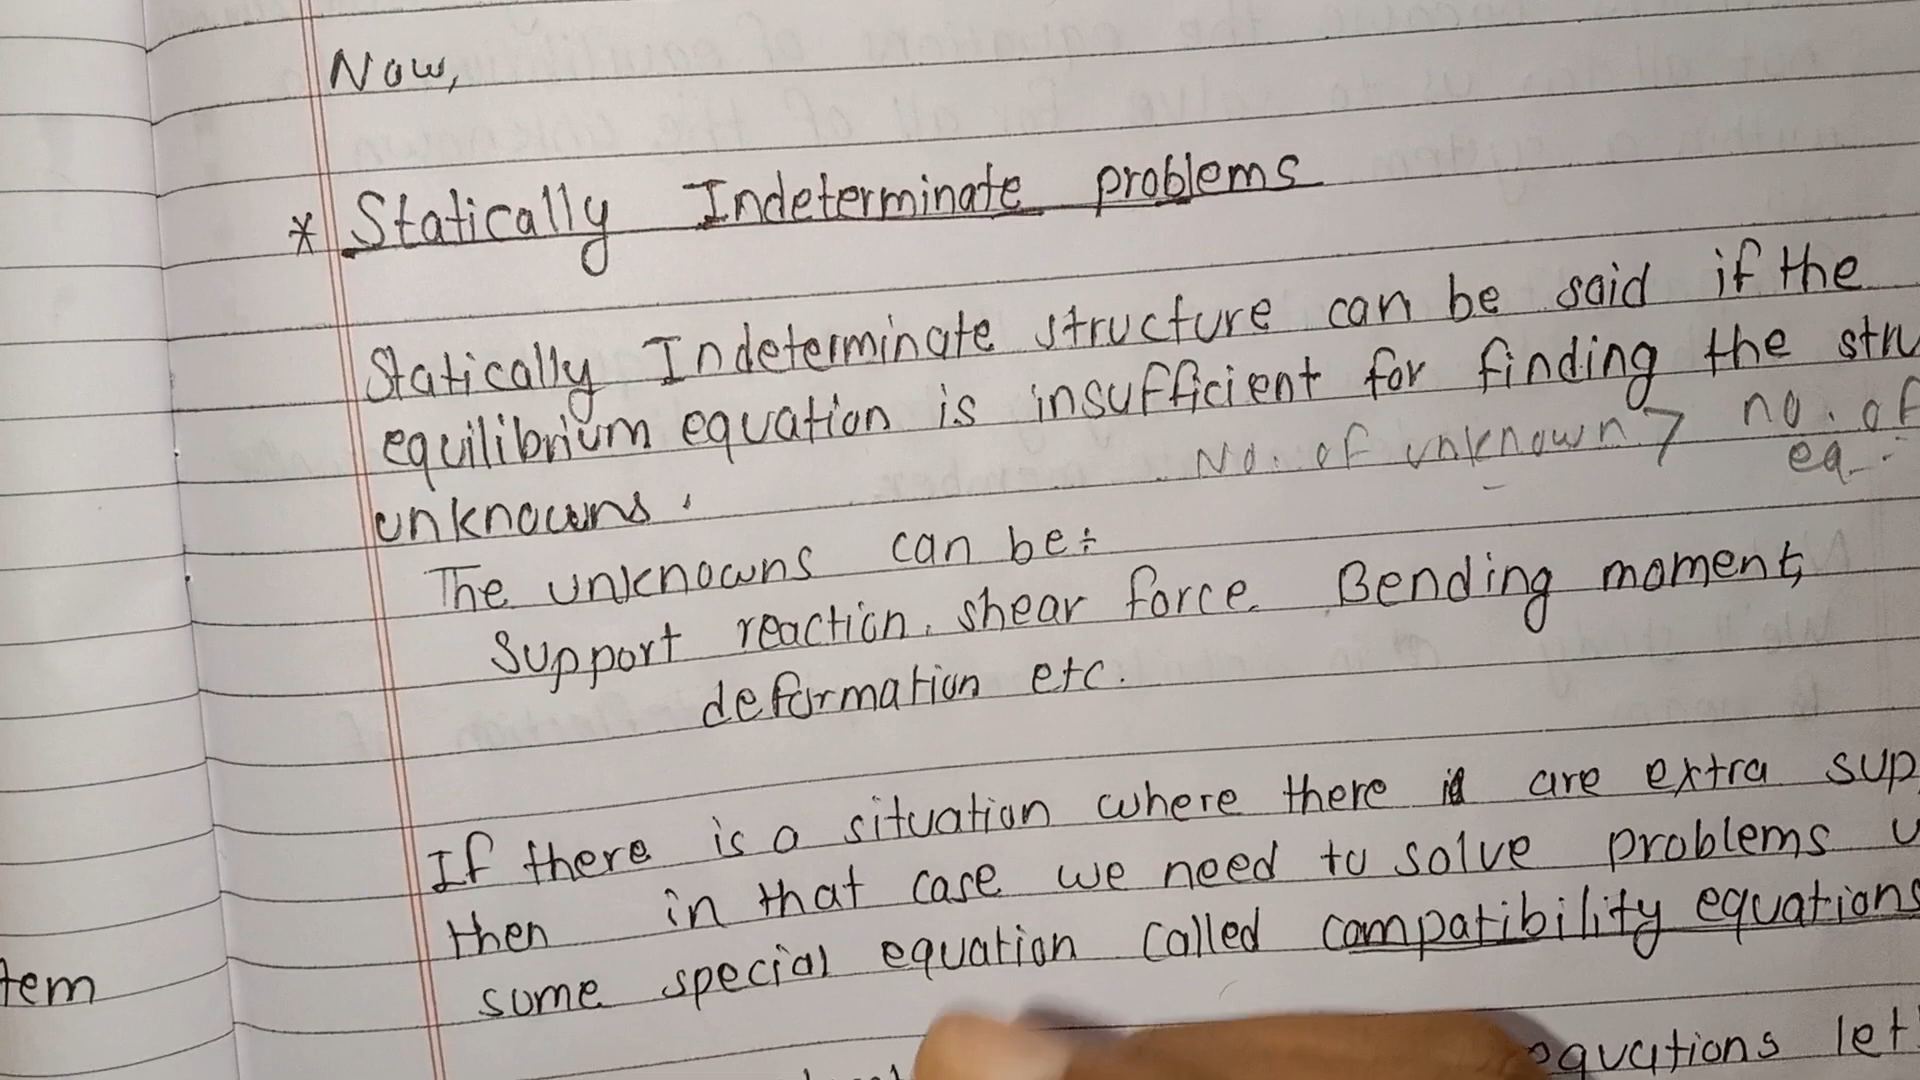 Now,
* Statically Indeterminate problems
Statically Indeterminate structure can be said if the
equilibrium equation is insufficient for finding the stru
No. of unknown > no. of
eq.
unknowns.
The unknowns can be:
Support reaction, shear force, Bending moment,
deformation etc.
If there is a situation where there are extra sup
then in that case we need to solve problems u
some special equation called compatibility equations
tem
equations let